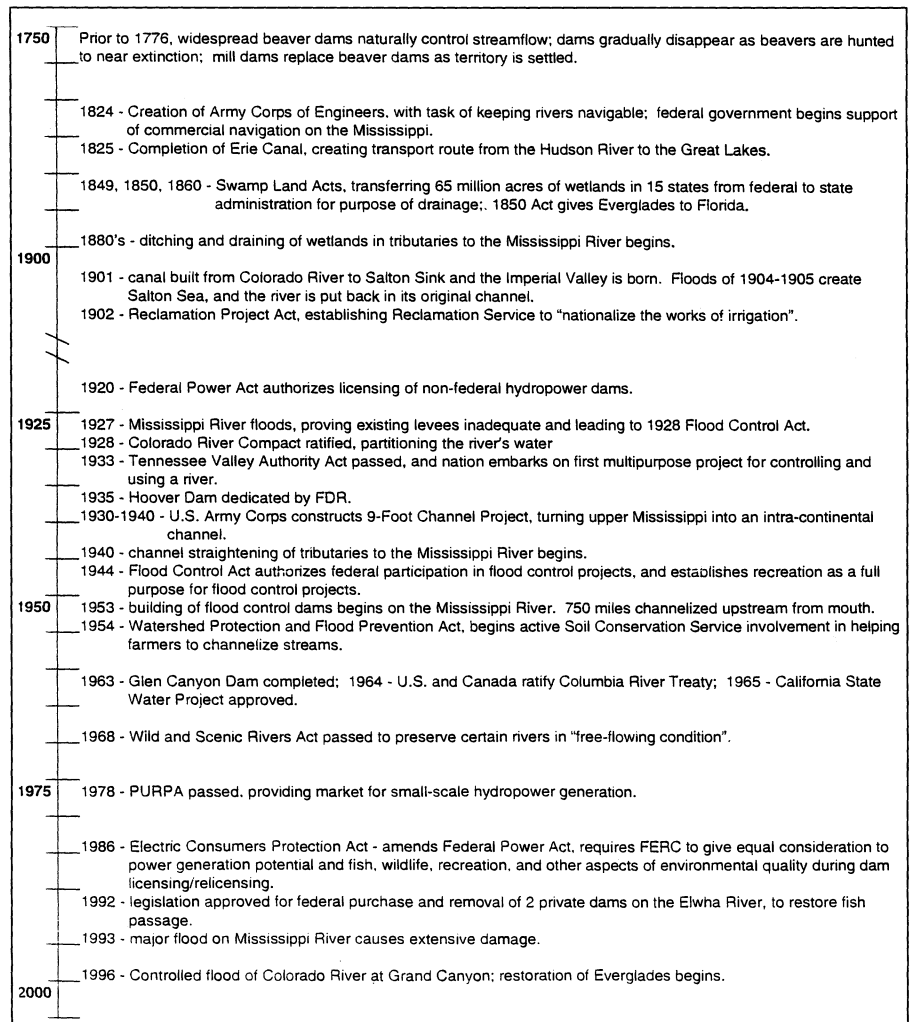 1750 Prior to 1776, widespread beaver dams naturally control streamflow; dams gradually disappear as beavers are hunted
to near extinction; mill dams replace beaver dams as territory is settled.
1824 - Creation of Army Corps of Engineers, with task of keeping rivers navigable; federal government begins support
of commercial navigation on the Mississippi.
1825 - Completion of Erie Canal, creating transport route from the Hudson River to the Great Lakes.
1849, 1850, 1860 - Swamp Land Acts, transferring 65 million acres of wetlands in 15 states from federal to state
administration for purpose of drainage;. 1850 Act gives Everglades to Florida.
1880's - ditching and draining of wetlands in tributaries to the Mississippi River begins.
1900
1901 - canal built from Colorado River to Salton Sink and the Imperial Valley is born. Floods of 1904-1905 create
Salton Sea, and the river is put back in its original channel.
1902 - Reclamation Project Act, establishing Reclamation Service to "nationalize the works of irrigation".
1920 - Federal Power Act authorizes licensing of non-federal hydropower dams.
1925 1927 - Mississippi River floods, proving existing levees inadequate and leading to 1928 Flood Control Act.
1928 - Colorado River Compact ratified, partitioning the river's water
1933 - Tennessee Valley Authority Act passed, and nation embarks on first multipurpose project for controlling and
using a river.
1935 - Hoover Dam dedicated by FDR.
1930-1940 - U.S. Army Corps constructs 9-Foot Channel Project, turning upper Mississippi into an intra-continental
channel.
1940 - channel straightening of tributaries to the Mississippi River begins.
1944 - Flood Control Act authorizes federal participation in flood control projects, and establishes recreation as a full
purpose for flood control projects.
1950 1953 - building of flood control dams begins on the Mississippi River. 750 miles channelized upstream from mouth.
1954 - Watershed Protection and Flood Prevention Act, begins active Soil Conservation Service involvement in helping
farmers to channelize streams.
1963 - Glen Canyon Dam completed; 1964 - U.S. and Canada ratify Columbia River Treaty; 1965 - California State
Water Project approved.
1968 - Wild and Scenic Rivers Act passed to preserve certain rivers in "free-flowing condition".
1975 1978 - PURPA passed, providing market for small-scale hydropower generation.
1986 - Electric Consumers Protection Act - amends Federal Power Act, requires FERC to give equal consideration to
power generation potential and fish, wildlife, recreation, and other aspects of environmental quality during dam
licensing/relicensing.
1992 - legislation approved for federal purchase and removal of 2 private dams on the Elwha River, to restore fish
passage.
1993 - major flood on Mississippi River causes extensive damage.
1996 - Controlled flood of Colorado River at Grand Canyon; restoration of Everglades begins.
2000